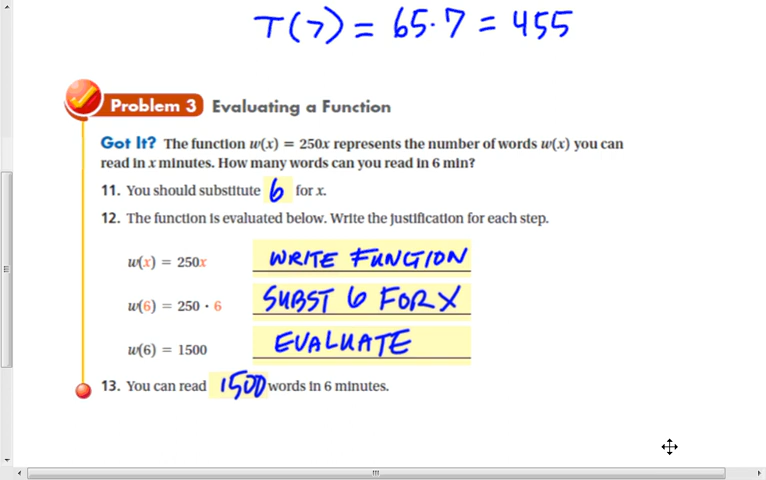 T(7) = 65·7 = 455
Problem 3 Evaluating a Function
Got It? The function w(x) = 250x represents the number of words w(x) you can
read in x minutes. How many words can you read in 6 min?
11. You should substitute 6 for x.
12. The function is evaluated below. Write the justification for each step.
w(x) = 250x WRITE FUNCTION
w(6) = 250 · 6 SUBST 6 FOR X
w(6) = 1500 EVALUATE
13. You can read 1500 words in 6 minutes.